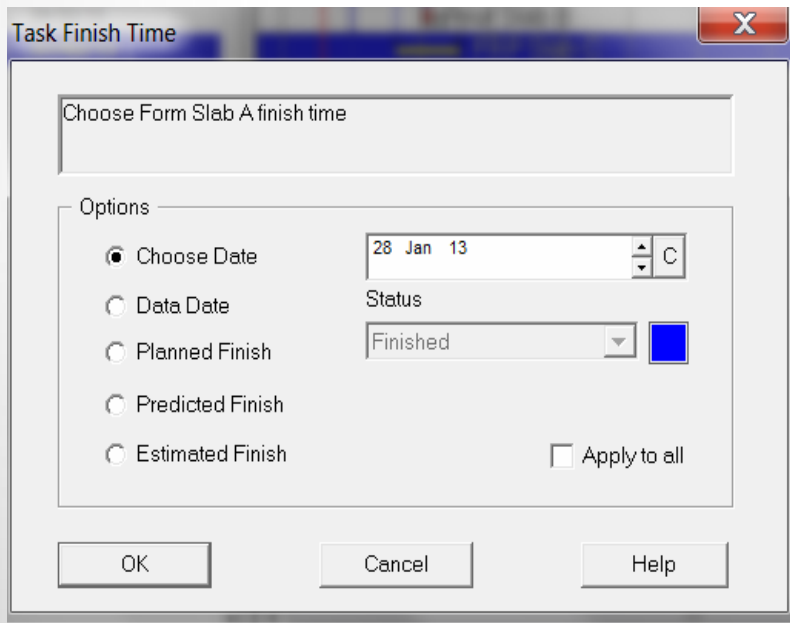 Task Finish Time
X
Choose Form Slab A finish time
Options
Choose Date
28 Jan 13
C
Data Date
Status
Planned Finish
Finished
Predicted Finish
Estimated Finish
Apply to all
OK
Cancel
Help